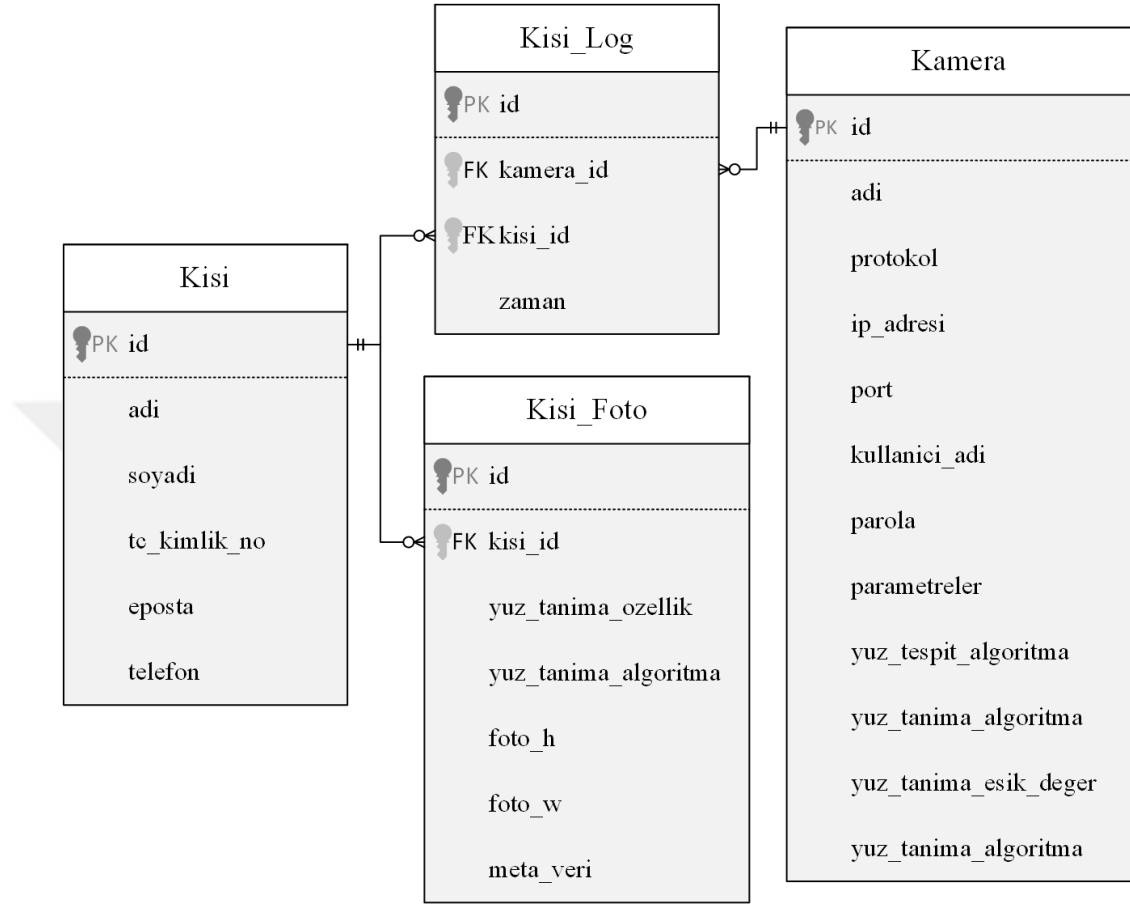 Kisi_Log
PK id
FK kamera_id
FK kisi_id
zaman
Kamera
PK id
adi
protokol
ip_adresi
port
kullanici_adi
parola
parametreler
yuz_tespit_algoritma
yuz_tanima_algoritma
yuz_tanima_esik_deger
yuz_tanima_algoritma
Kisi
PK id
adi
soyadi
tc_kimlik_no
eposta
telefon
Kisi_Foto
PK id
FK kisi_id
yuz_tanima_ozellik
yuz_tanima_algoritma
foto_h
foto_w
meta_veri